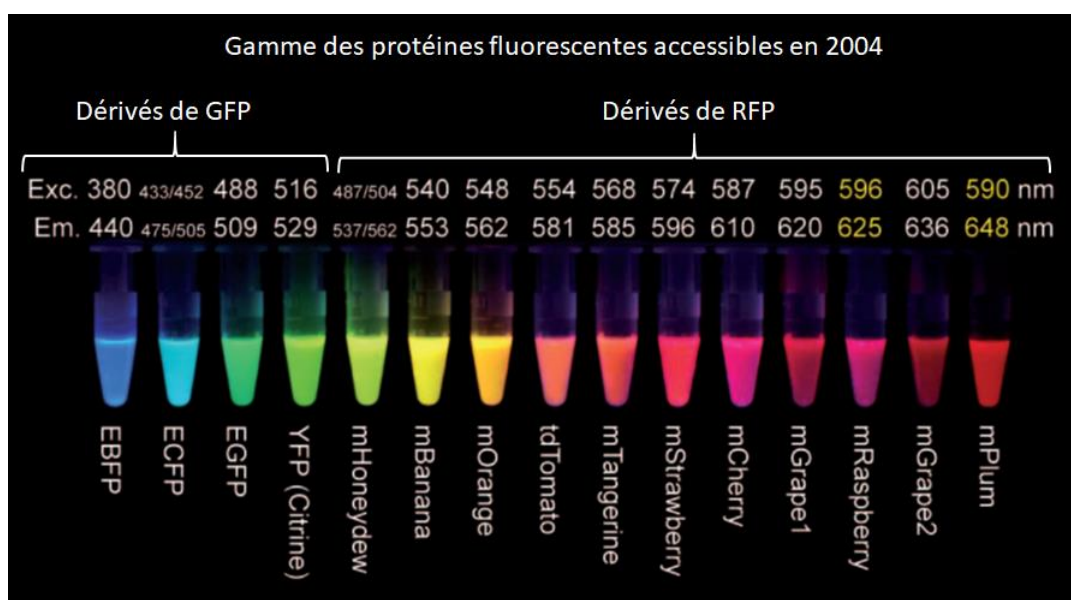 Gamme des protéines fluorescentes accessibles en 2004
Dérivés de GFP
Dérivés de RFP
Exc. 380 433/452 488 516 487/504 540 548 554 568 574 587 595 596 605 590 nm
Em. 440 475/505 509 529 537/562 553 562 581 585 596 610 620 625 636 648 nm
EBFP
ECFP
EGFP
YFP (Citrine)
mHoneydew
mBanana
mOrange
tdTomato
mTangerine
mStrawberry
mCherry
mGrape1
mRaspberry
mGrape2
mPlum